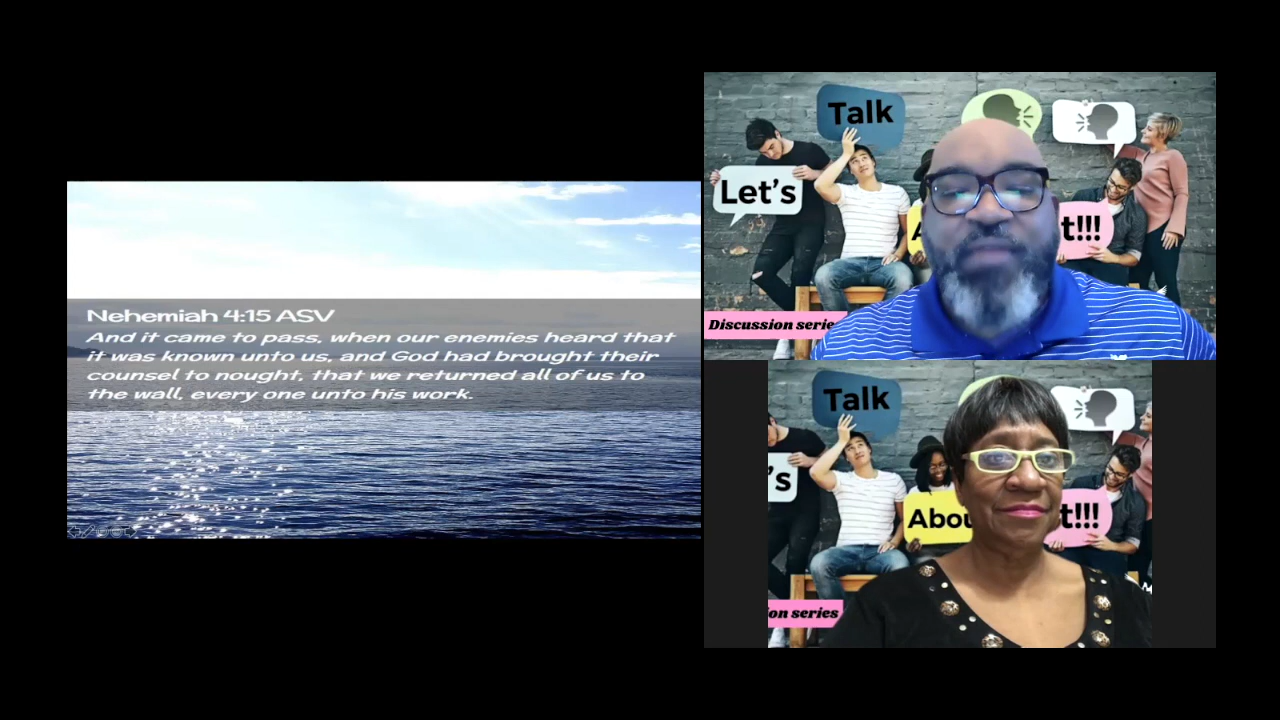 Nehemiah 4:15 ASV
And it came to pass, when our enemies heard that
it was known unto us, and God had brought their
counsel to nought, that we returned all of us to
the wall, every one unto his work.
Talk
Let's
A
t!!!
Discussion serie
Talk
's
Abou
t!!!
ion series